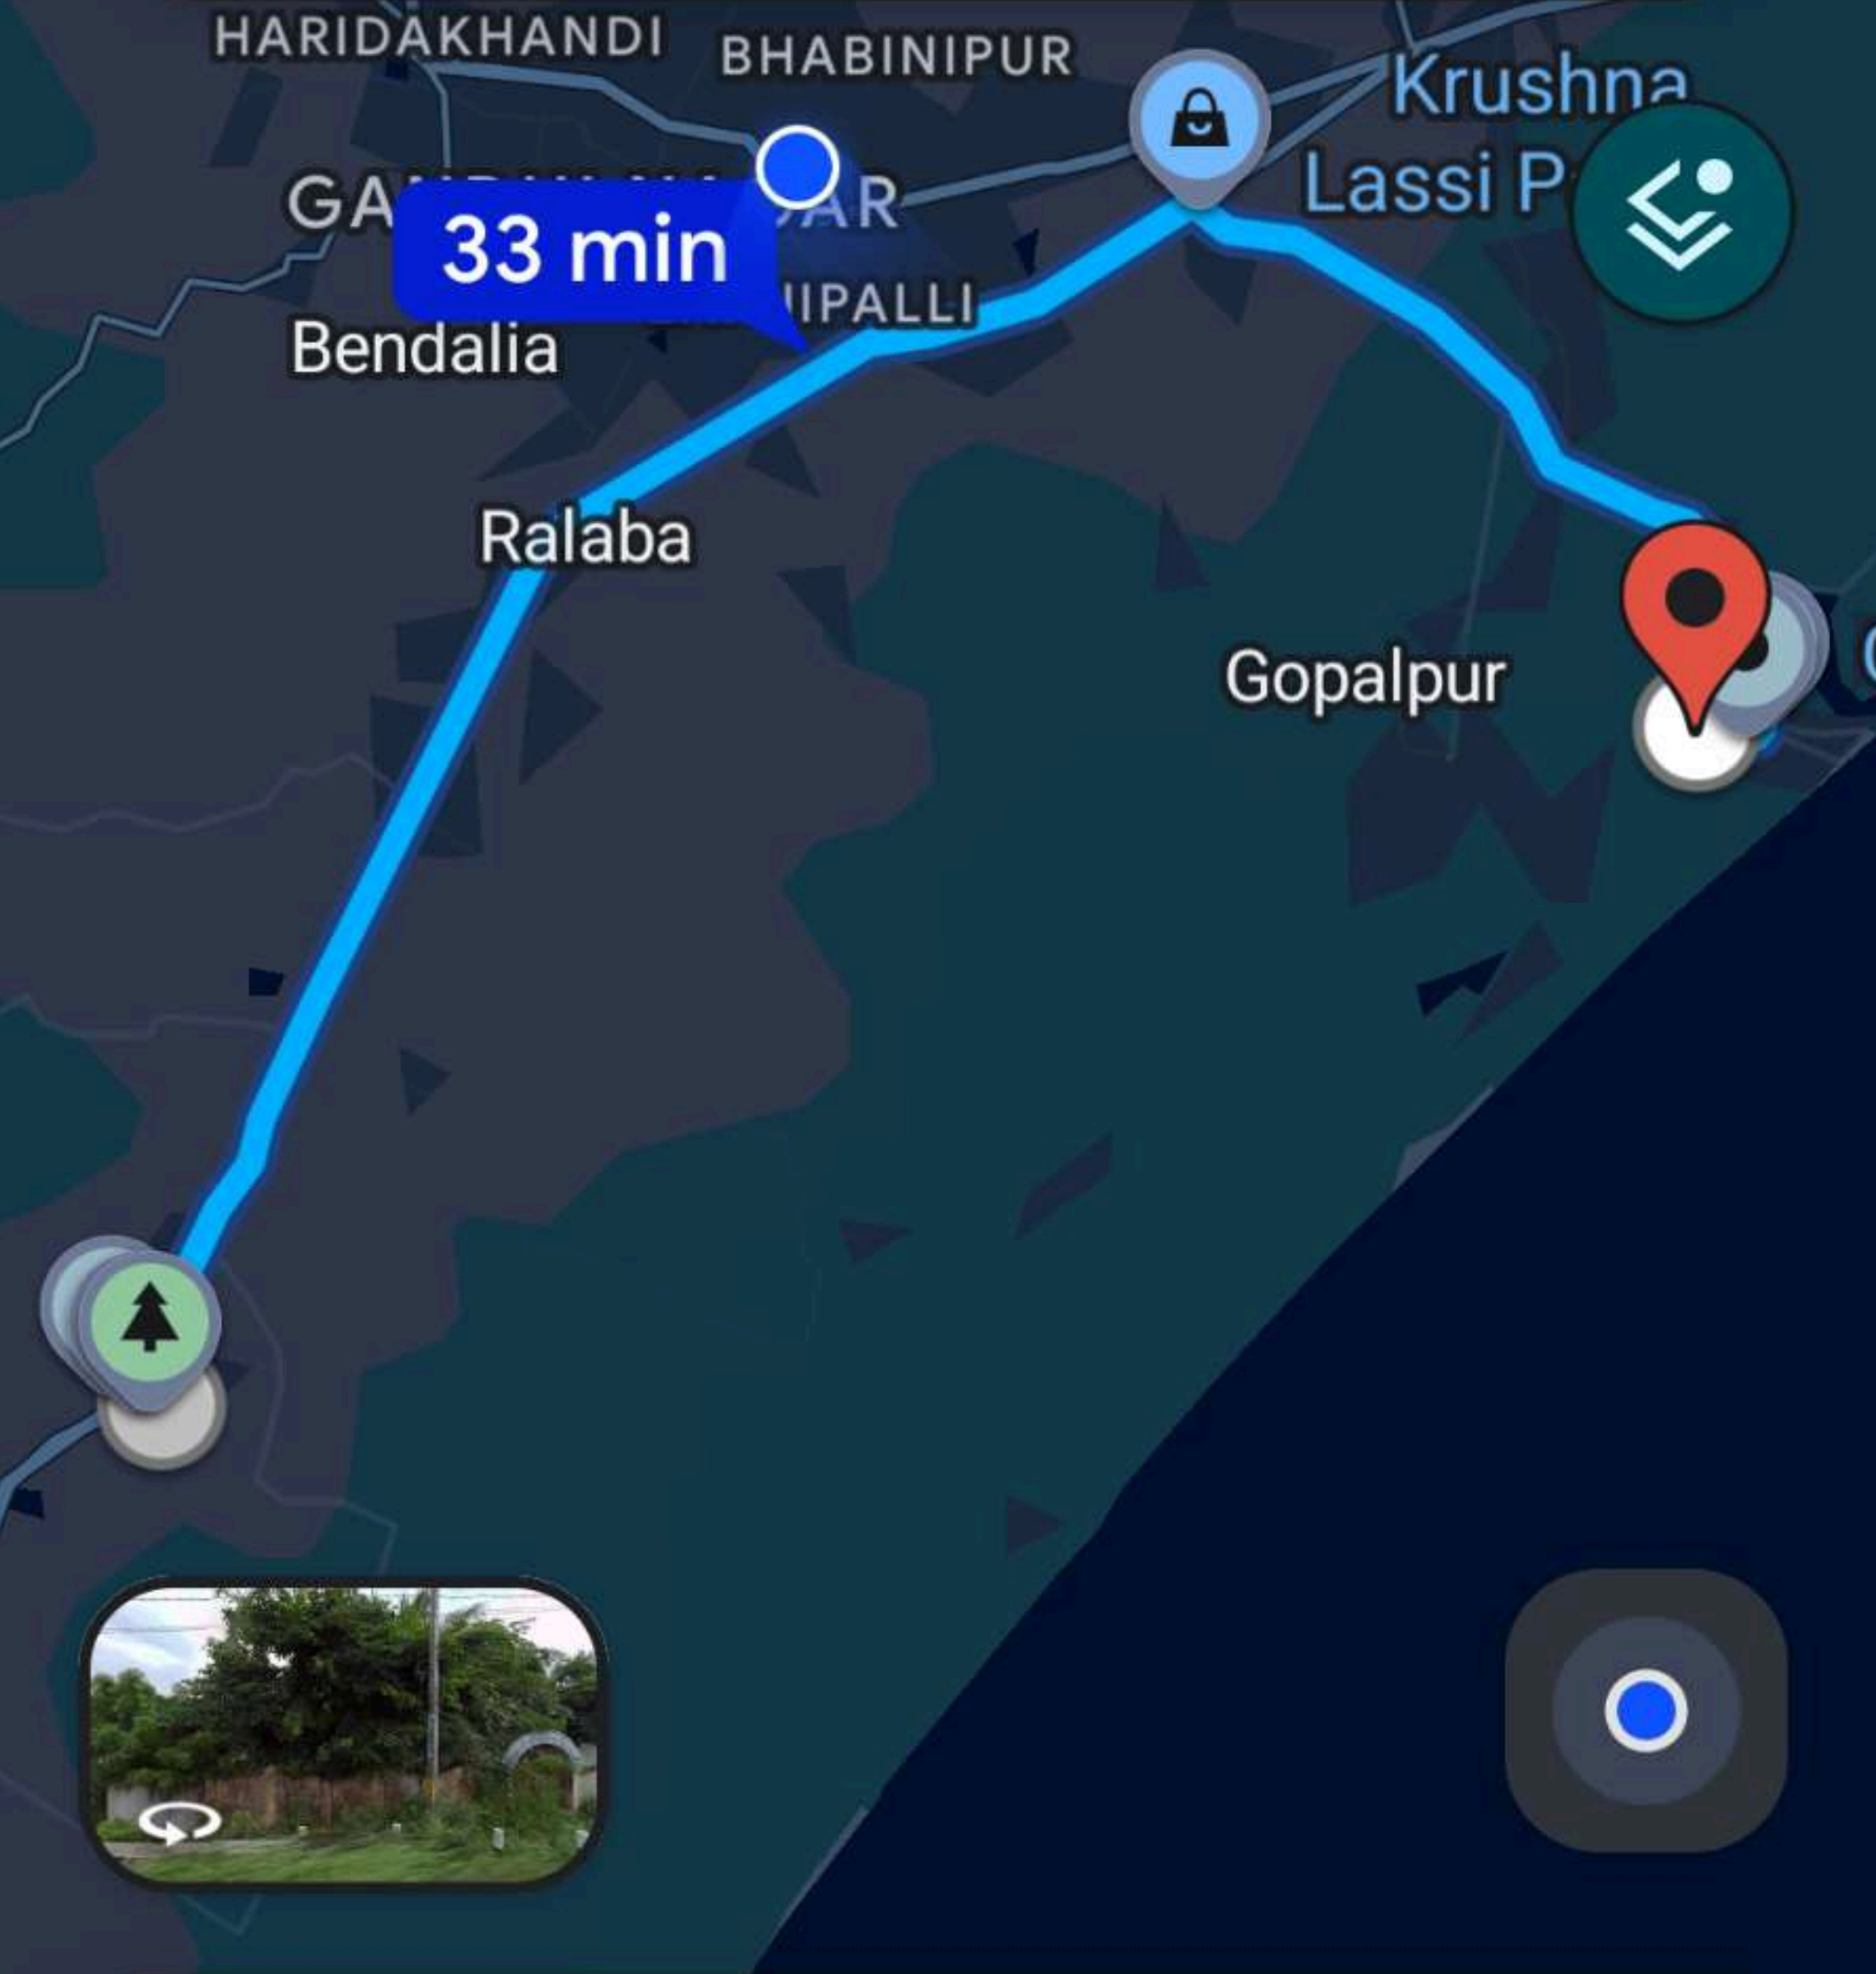 HARIDAKHANDI
BHABINIPUR
Krushna
Lassi
33 min
Bendalia
Ralaba
Gopalpur